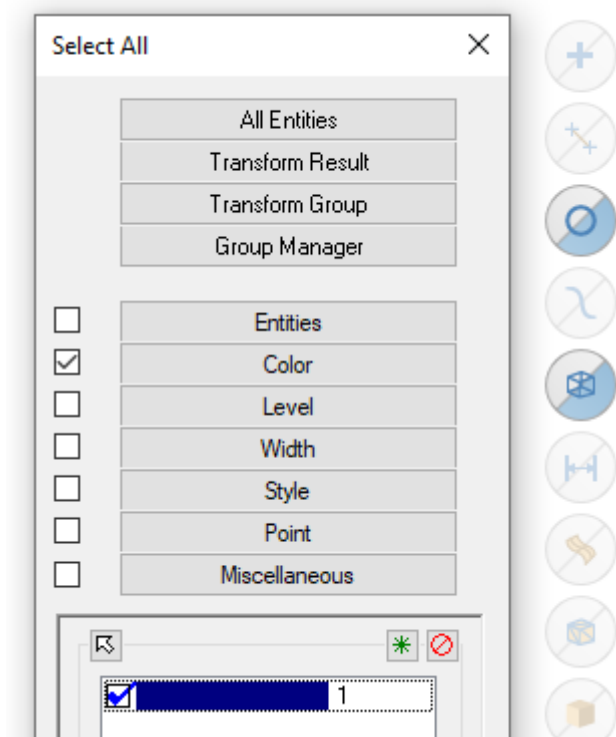 Select All
All Entities
Transform Result
Transform Group
Group Manager
Entities
Color
Level
Width
Style
Point
Miscellaneous
1